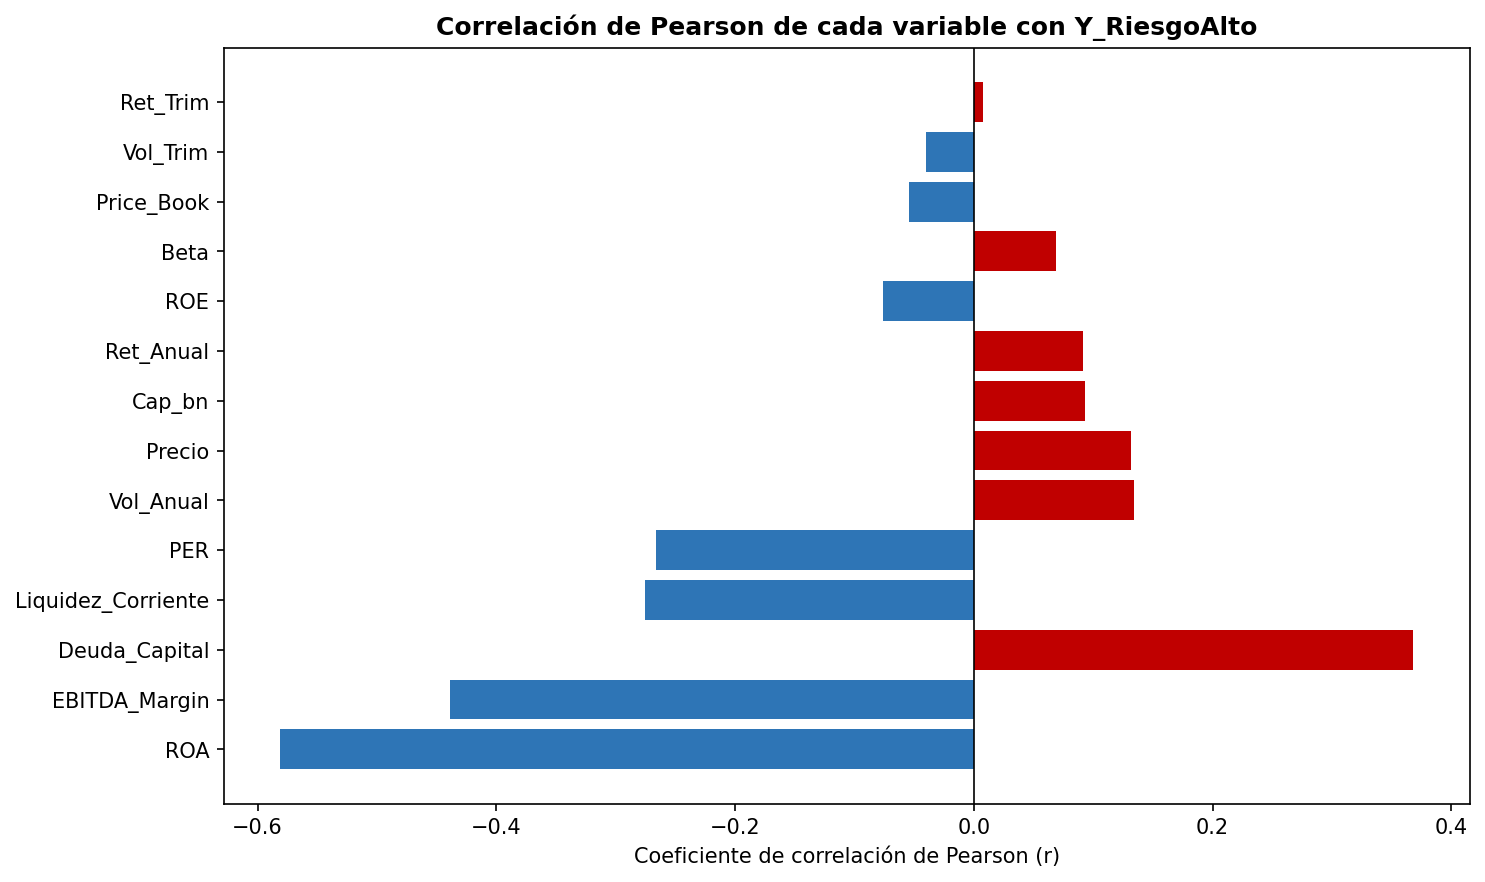 Correlación de Pearson de cada variable con Y_RiesgoAlto
Ret_Trim
Vol_Trim
Price_Book
Beta
ROE
Ret_Anual
Cap_bn
Precio
Vol_Anual
PER
Liquidez_Corriente
Deuda_Capital
EBITDA_Margin
ROA
−0.6 −0.4 −0.2 0.0 0.2 0.4
Coeficiente de correlación de Pearson (r)